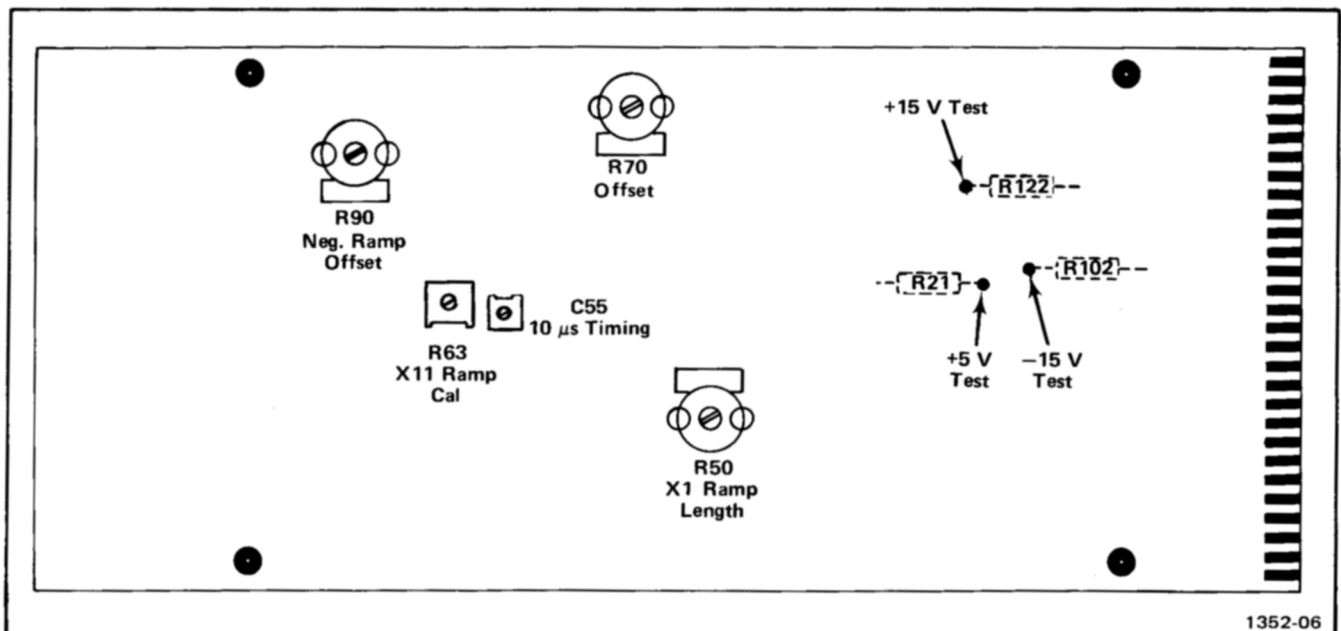 +15 V Test
R122
R70
Offset
R90
Neg. Ramp
Offset
R102
R21
C55
10 μs Timing
R63
X11 Ramp
Cal
+5 V
Test
−15 V
Test
R50
X1 Ramp
Length
1352-06